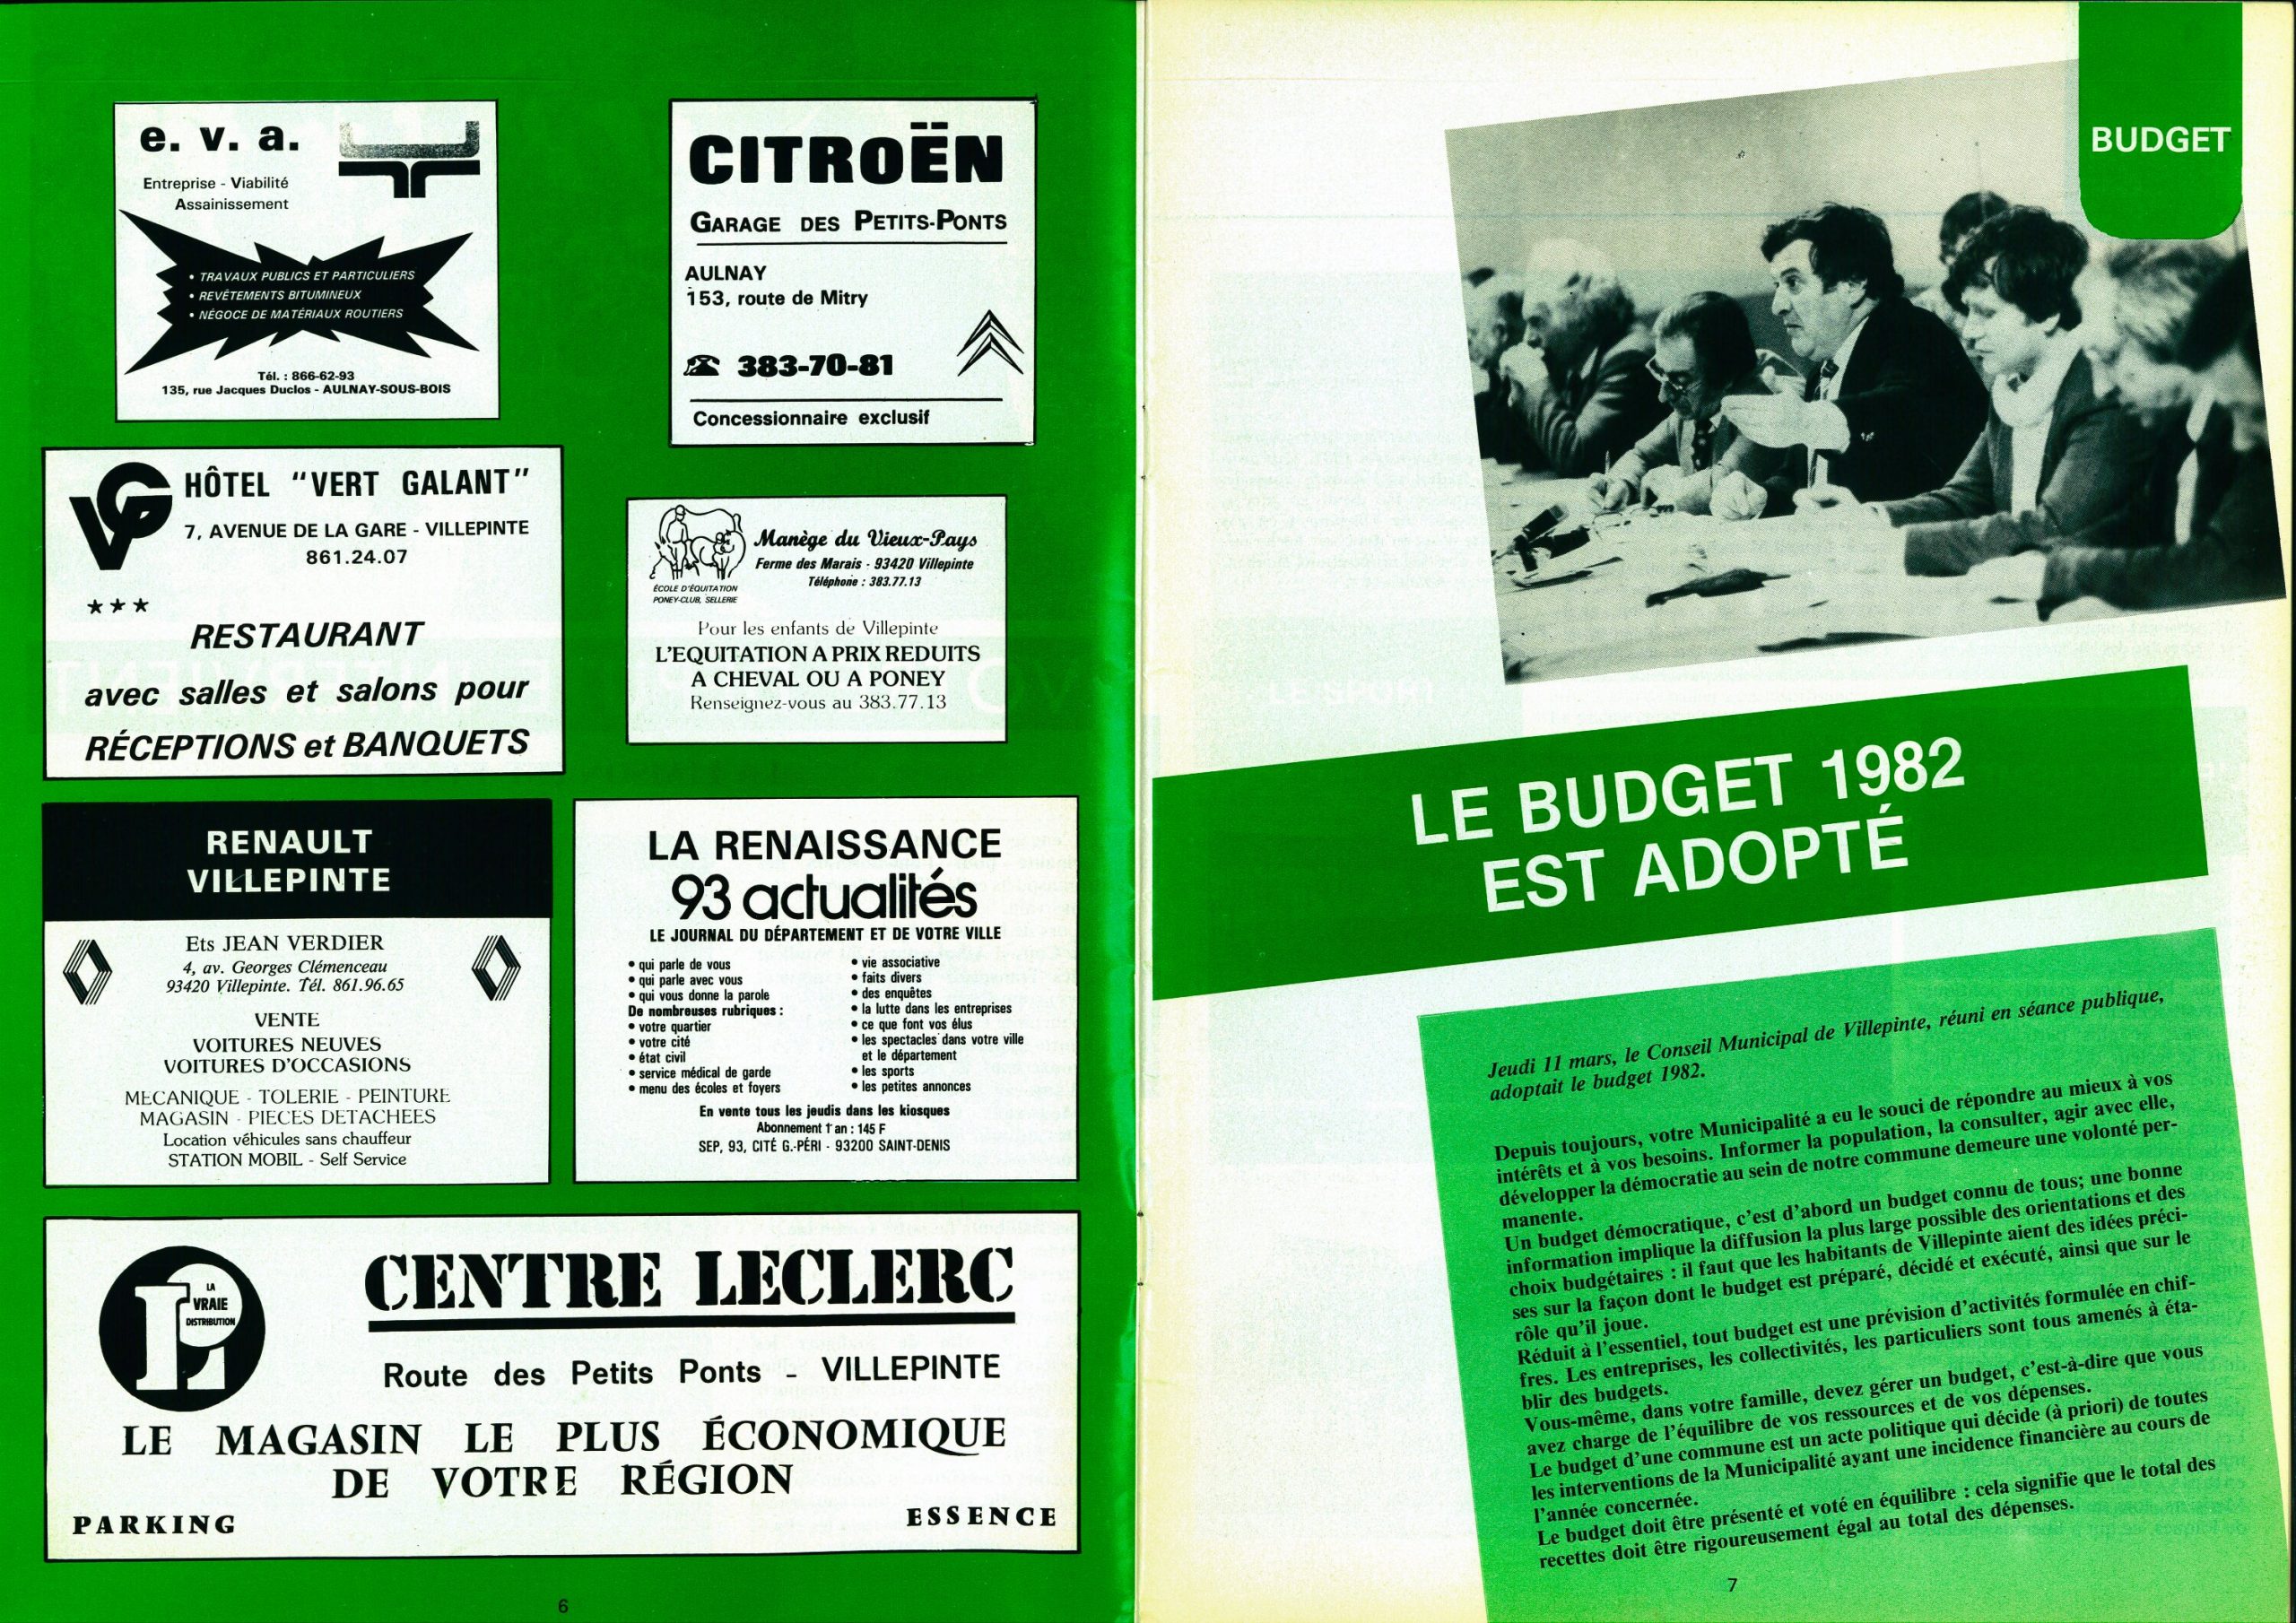 e. v. a.
Entreprise - Viabilité
Assainissement
• TRAVAUX PUBLICS ET PARTICULIERS
• REVÊTEMENTS BITUMINEUX
• NÉGOCE DE MATÉRIAUX ROUTIERS
Tél. : 866-62-93
135, rue Jacques Duclos - AULNAY-SOUS-BOIS
CITROËN
GARAGE DES PETITS-PONTS
AULNAY
153, route de Mitry
☎ 383-70-81
Concessionnaire exclusif
VG
HÔTEL "VERT GALANT"
7, AVENUE DE LA GARE - VILLEPINTE
861.24.07
★★★
RESTAURANT
avec salles et salons pour
RÉCEPTIONS et BANQUETS
Manège du Vieux-Pays
Ferme des Marais - 93420 Villepinte
Téléphone : 383.77.13
ÉCOLE D'ÉQUITATION
PONEY-CLUB, SELLERIE
Pour les enfants de Villepinte
L'EQUITATION A PRIX REDUITS
A CHEVAL OU A PONEY
Renseignez-vous au 383.77.13
RENAULT
VILLEPINTE
Ets JEAN VERDIER
4, av. Georges Clémenceau
93420 Villepinte. Tél. 861.96.65
VENTE
VOITURES NEUVES
VOITURES D'OCCASIONS
MECANIQUE - TOLERIE - PEINTURE
MAGASIN - PIECES DETACHEES
Location véhicules sans chauffeur
STATION MOBIL - Self Service
LA RENAISSANCE
93 actualités
LE JOURNAL DU DÉPARTEMENT ET DE VOTRE VILLE
• qui parle de vous
• qui parle avec vous
• qui vous donne la parole
De nombreuses rubriques :
• votre quartier
• votre cité
• état civil
• service médical de garde
• menu des écoles et foyers
• vie associative
• faits divers
• des enquêtes
• la lutte dans les entreprises
• ce que font vos élus
• les spectacles dans votre ville
et le département
• les sports
• les petites annonces
En vente tous les jeudis dans les kiosques
Abonnement 1 an : 145 F
SEP, 93, CITÉ G.-PÉRI - 93200 SAINT-DENIS
LA
VRAIE
DISTRIBUTION
CENTRE LECLERC
Route des Petits Ponts - VILLEPINTE
LE MAGASIN LE PLUS ÉCONOMIQUE
DE VOTRE RÉGION
PARKING
ESSENCE
6
BUDGET
LE BUDGET 1982
EST ADOPTÉ
Jeudi 11 mars, le Conseil Municipal de Villepinte, réuni en séance publique,
adoptait le budget 1982.
Depuis toujours, votre Municipalité a eu le souci de répondre au mieux à vos
intérêts et à vos besoins. Informer la population, la consulter, agir avec elle,
développer la démocratie au sein de notre commune demeure une volonté per-
manente.
Un budget démocratique, c'est d'abord un budget connu de tous; une bonne
information implique la diffusion la plus large possible des orientations et des
choix budgétaires : il faut que les habitants de Villepinte aient des idées préci-
ses sur la façon dont le budget est préparé, décidé et exécuté, ainsi que sur le
rôle qu'il joue.
Réduit à l'essentiel, tout budget est une prévision d'activités formulée en chif-
fres. Les entreprises, les collectivités, les particuliers sont tous amenés à éta-
blir des budgets.
Vous-même, dans votre famille, devez gérer un budget, c'est-à-dire que vous
avez charge de l'équilibre de vos ressources et de vos dépenses.
Le budget d'une commune est un acte politique qui décide (à priori) de toutes
les interventions de la Municipalité ayant une incidence financière au cours de
l'année concernée.
Le budget doit être présenté et voté en équilibre : cela signifie que le total des
recettes doit être rigoureusement égal au total des dépenses.
7